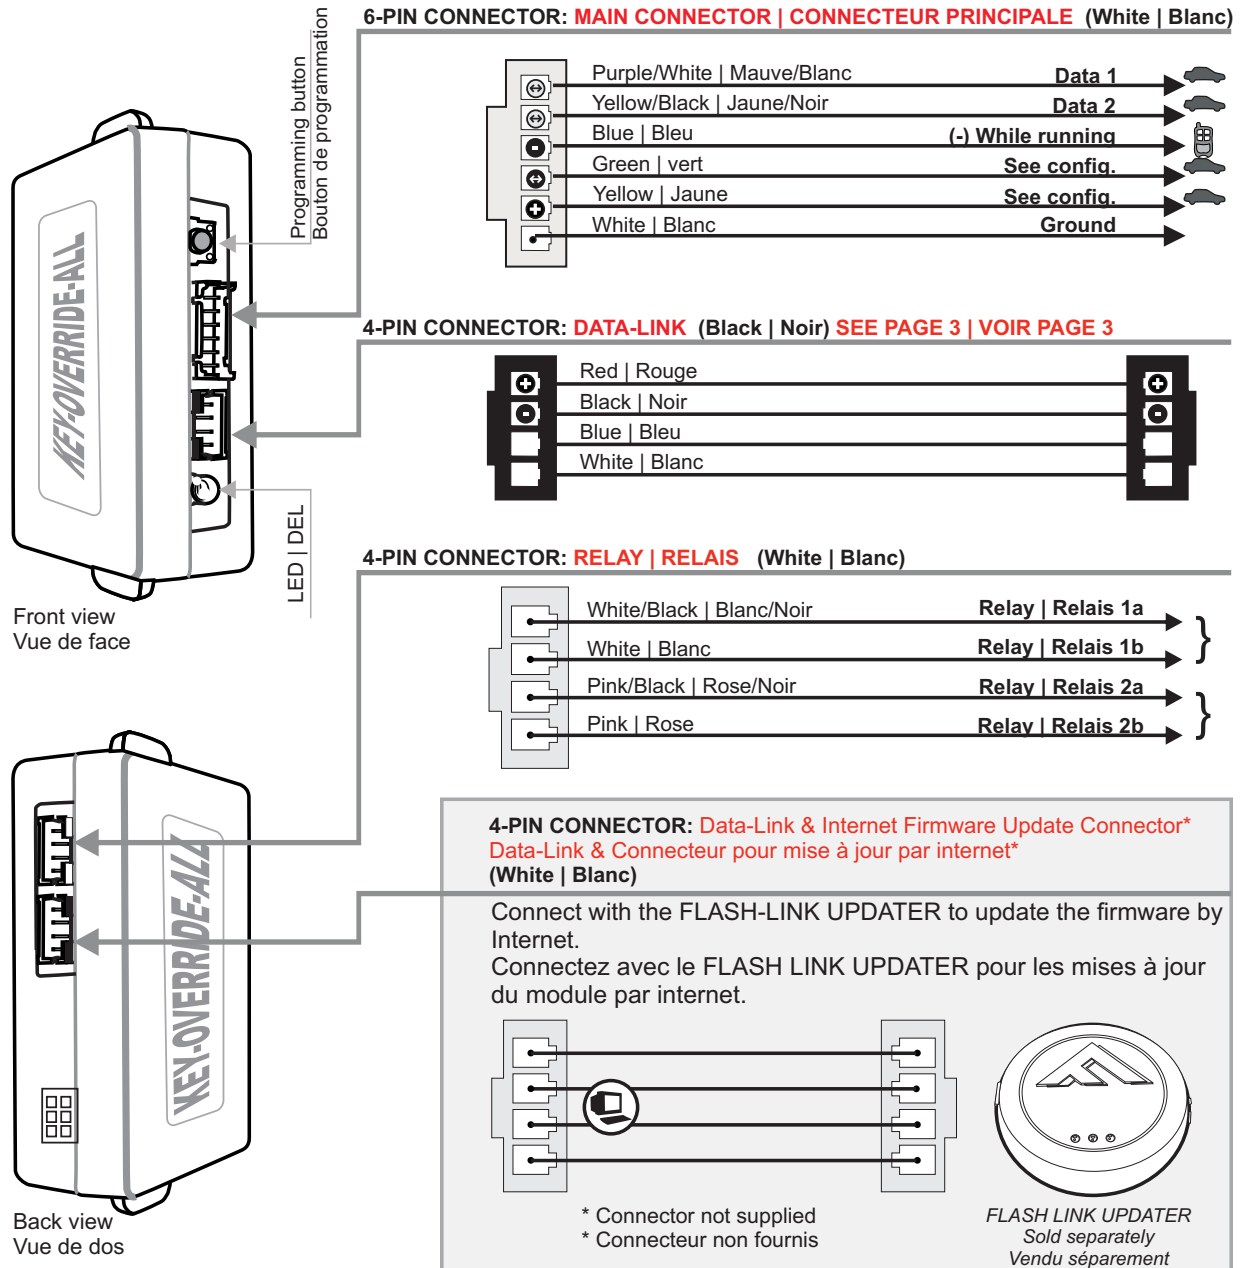 6-PIN CONNECTOR: MAIN CONNECTOR | CONNECTEUR PRINCIPALE (White | Blanc)
Programming button
Bouton de programmation
Purple/White | Mauve/Blanc Data 1
Yellow/Black | Jaune/Noir Data 2
Blue | Bleu (-) While running
Green | vert See config.
Yellow | Jaune See config.
White | Blanc Ground
KEY-OVERRIDE-ALL
4-PIN CONNECTOR: DATA-LINK (Black | Noir) SEE PAGE 3 | VOIR PAGE 3
Red | Rouge
Black | Noir
Blue | Bleu
White | Blanc
LED | DEL
Front view
Vue de face
4-PIN CONNECTOR: RELAY | RELAIS (White | Blanc)
White/Black | Blanc/Noir Relay | Relais 1a
White | Blanc Relay | Relais 1b
Pink/Black | Rose/Noir Relay | Relais 2a
Pink | Rose Relay | Relais 2b
KEY-OVERRIDE-ALL
Back view
Vue de dos
4-PIN CONNECTOR: Data-Link & Internet Firmware Update Connector*
Data-Link & Connecteur pour mise à jour par internet*
(White | Blanc)
Connect with the FLASH-LINK UPDATER to update the firmware by
Internet.
Connectez avec le FLASH LINK UPDATER pour les mises à jour
du module par internet.
* Connector not supplied
* Connecteur non fournis
FLASH LINK UPDATER
Sold separately
Vendu séparement